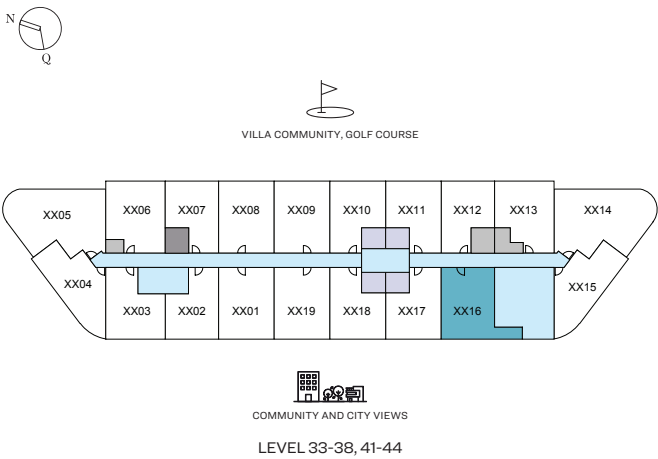 N
Q
VILLA COMMUNITY, GOLF COURSE
XX05 XX06 XX07 XX08 XX09 XX10 XX11 XX12 XX13 XX14
XX04 XX03 XX02 XX01 XX19 XX18 XX17 XX16 XX15
COMMUNITY AND CITY VIEWS
LEVEL 33-38, 41-44